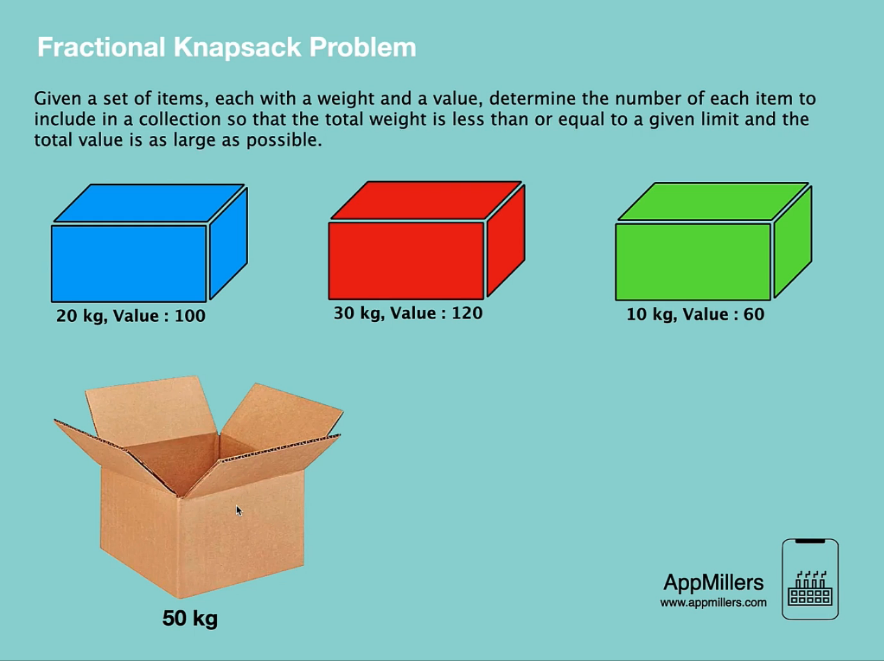 Fractional Knapsack Problem
Given a set of items, each with a weight and a value, determine the number of each item to
include in a collection so that the total weight is less than or equal to a given limit and the
total value is as large as possible.
20 kg, Value : 100
30 kg, Value : 120
10 kg, Value : 60
50 kg
AppMillers
www.appmillers.com